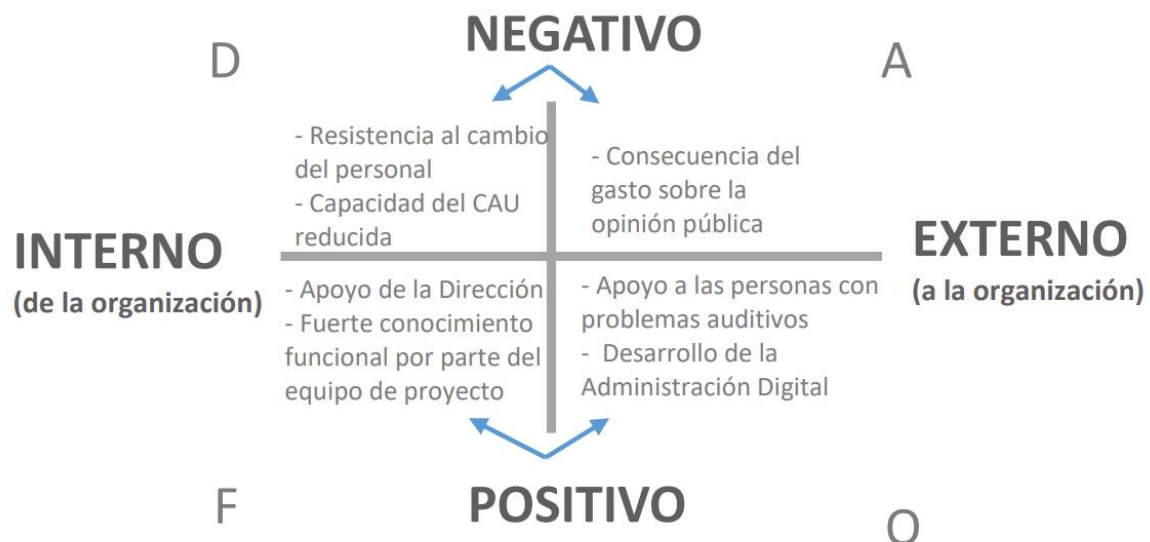 NEGATIVO
D
A
- Resistencia al cambio
del personal
- Capacidad del CAU
reducida
- Consecuencia del
gasto sobre la
opinión pública
INTERNO
(de la organización)
EXTERNO
(a la organización)
- Apoyo de la Dirección
- Fuerte conocimiento
funcional por parte del
equipo de proyecto
- Apoyo a las personas con
problemas auditivos
- Desarrollo de la
Administración Digital
F
POSITIVO
O